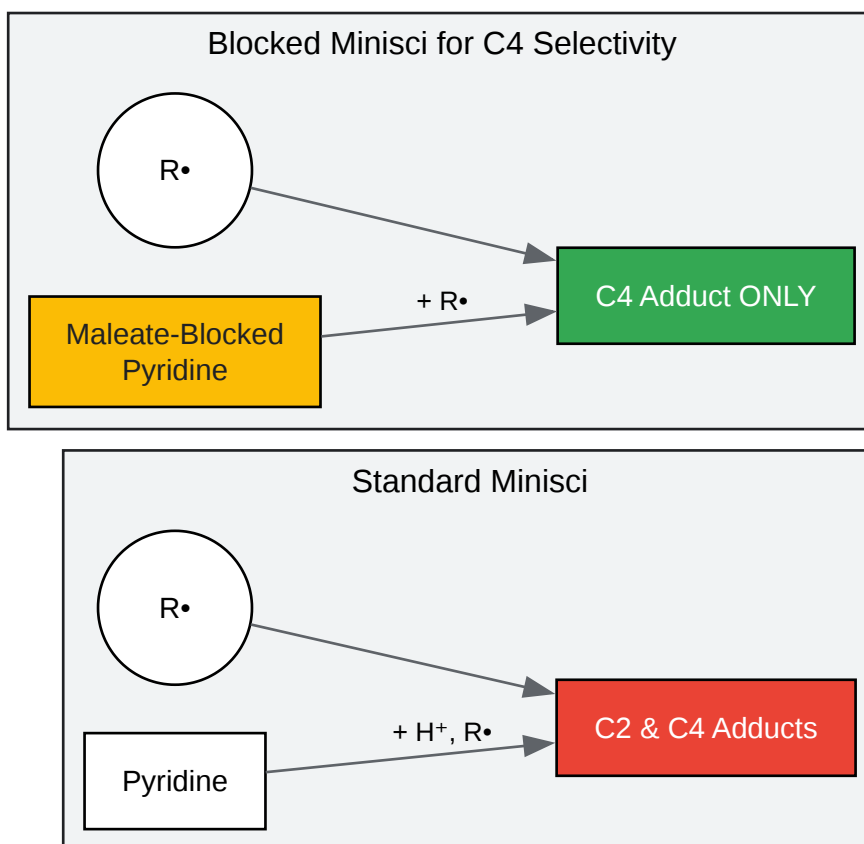 Blocked Minisci for C4 Selectivity
R•
+ R•
C4 Adduct ONLY
Maleate-Blocked
Pyridine
Standard Minisci
R•
+ H⁺, R•
C2 & C4 Adducts
Pyridine